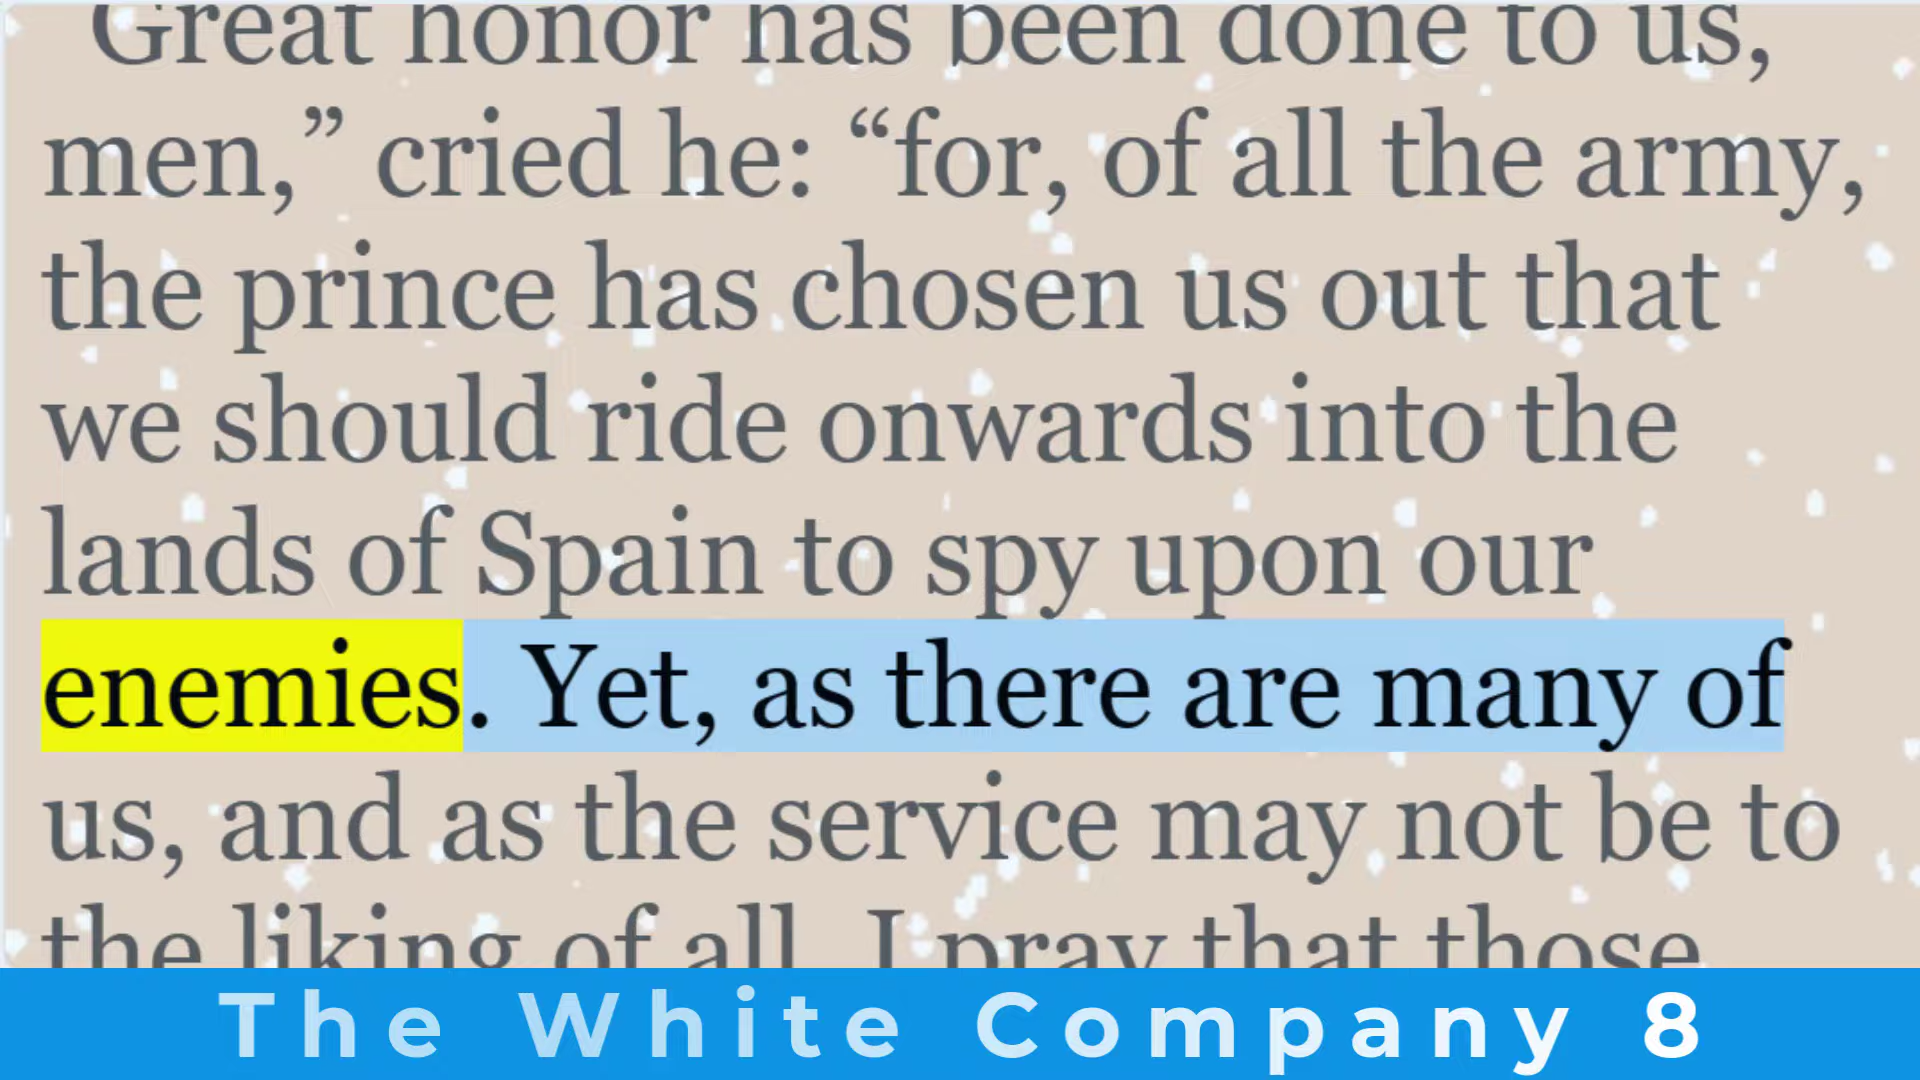 Great honor has been done to us,
men,” cried he: “for, of all the army,
the prince has chosen us out that
we should ride onwards into the
lands of Spain to spy upon our
enemies. Yet, as there are many of
us, and as the service may not be to
the liking of all, I pray that those
The White Company 8